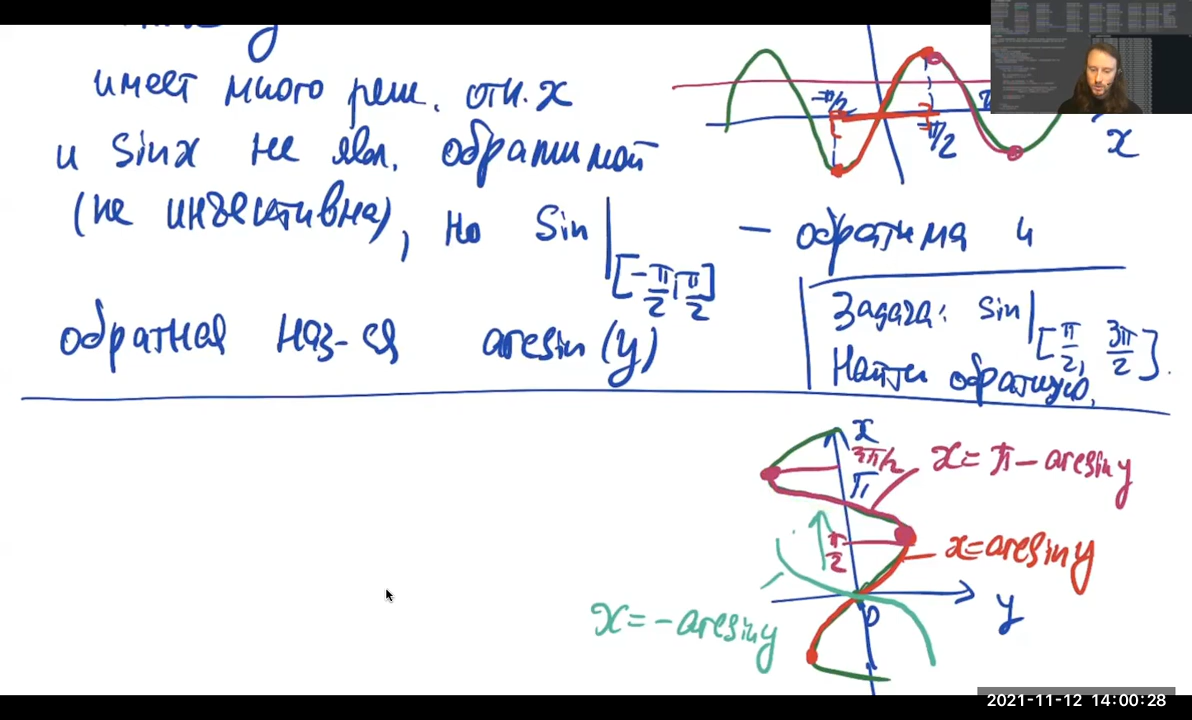 имеет много реш. отн. x
и sin x не явл. обратимой
(не инъективна), но sin|[-π/2, π/2] – обратима и
обратная наз-ся arcsin(y)
-π/2
π/2
x
Задача: sin|[π/2, 3π/2].
Найти обратную.
x
3π/2
π
x = π - arcsin y
π/2
x = arcsin y
0
y
x = - arcsin y
2021-11-12 14:00:28